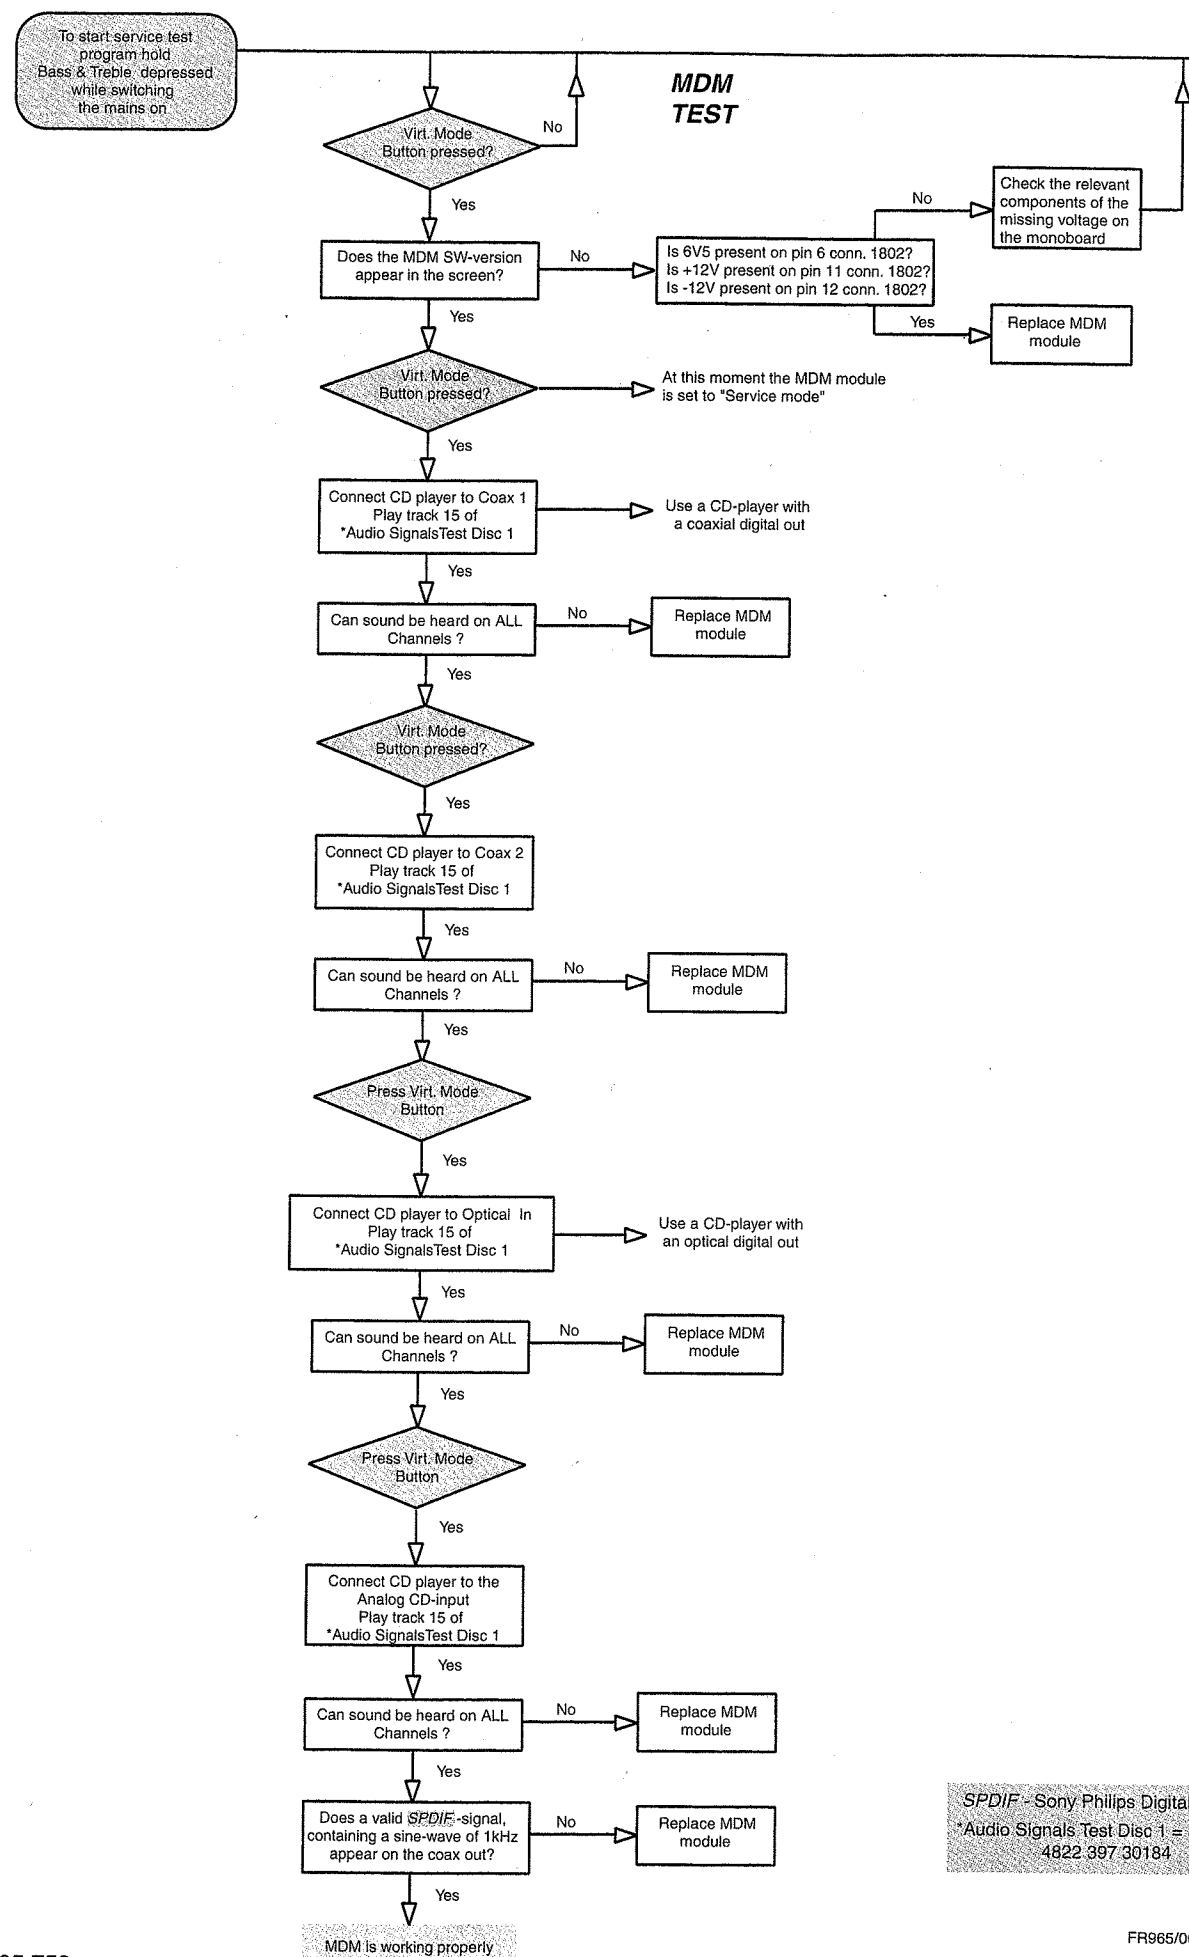 To start service test
program hold
Bass & Treble depressed
while switching
the mains on
MDM
TEST
Virt. Mode
Button pressed?
No
Yes
Does the MDM SW-version
appear in the screen?
No
Is 6V5 present on pin 6 conn. 1802?
Is +12V present on pin 11 conn. 1802?
Is -12V present on pin 12 conn. 1802?
No
Check the relevant
components of the
missing voltage on
the monoboard
Yes
Replace MDM
module
Yes
Virt. Mode
Button pressed?
At this moment the MDM module
is set to "Service mode"
Yes
Connect CD player to Coax 1
Play track 15 of
*Audio SignalsTest Disc 1
Use a CD-player with
a coaxial digital out
Yes
Can sound be heard on ALL
Channels ?
No
Replace MDM
module
Yes
Virt. Mode
Button pressed?
Yes
Connect CD player to Coax 2
Play track 15 of
*Audio SignalsTest Disc 1
Yes
Can sound be heard on ALL
Channels ?
No
Replace MDM
module
Yes
Press Virt. Mode
Button
Yes
Connect CD player to Optical In
Play track 15 of
*Audio SignalsTest Disc 1
Use a CD-player with
an optical digital out
Yes
Can sound be heard on ALL
Channels ?
No
Replace MDM
module
Yes
Press Virt. Mode
Button
Yes
Connect CD player to the
Analog CD-input
Play track 15 of
*Audio SignalsTest Disc 1
Yes
Can sound be heard on ALL
Channels ?
No
Replace MDM
module
Yes
Does a valid SPDIF -signal,
containing a sine-wave of 1kHz
appear on the coax out?
No
Replace MDM
module
Yes
MDM is working properly
SPDIF - Sony Philips Digital
*Audio Signals Test Disc 1 =
4822 397 30184